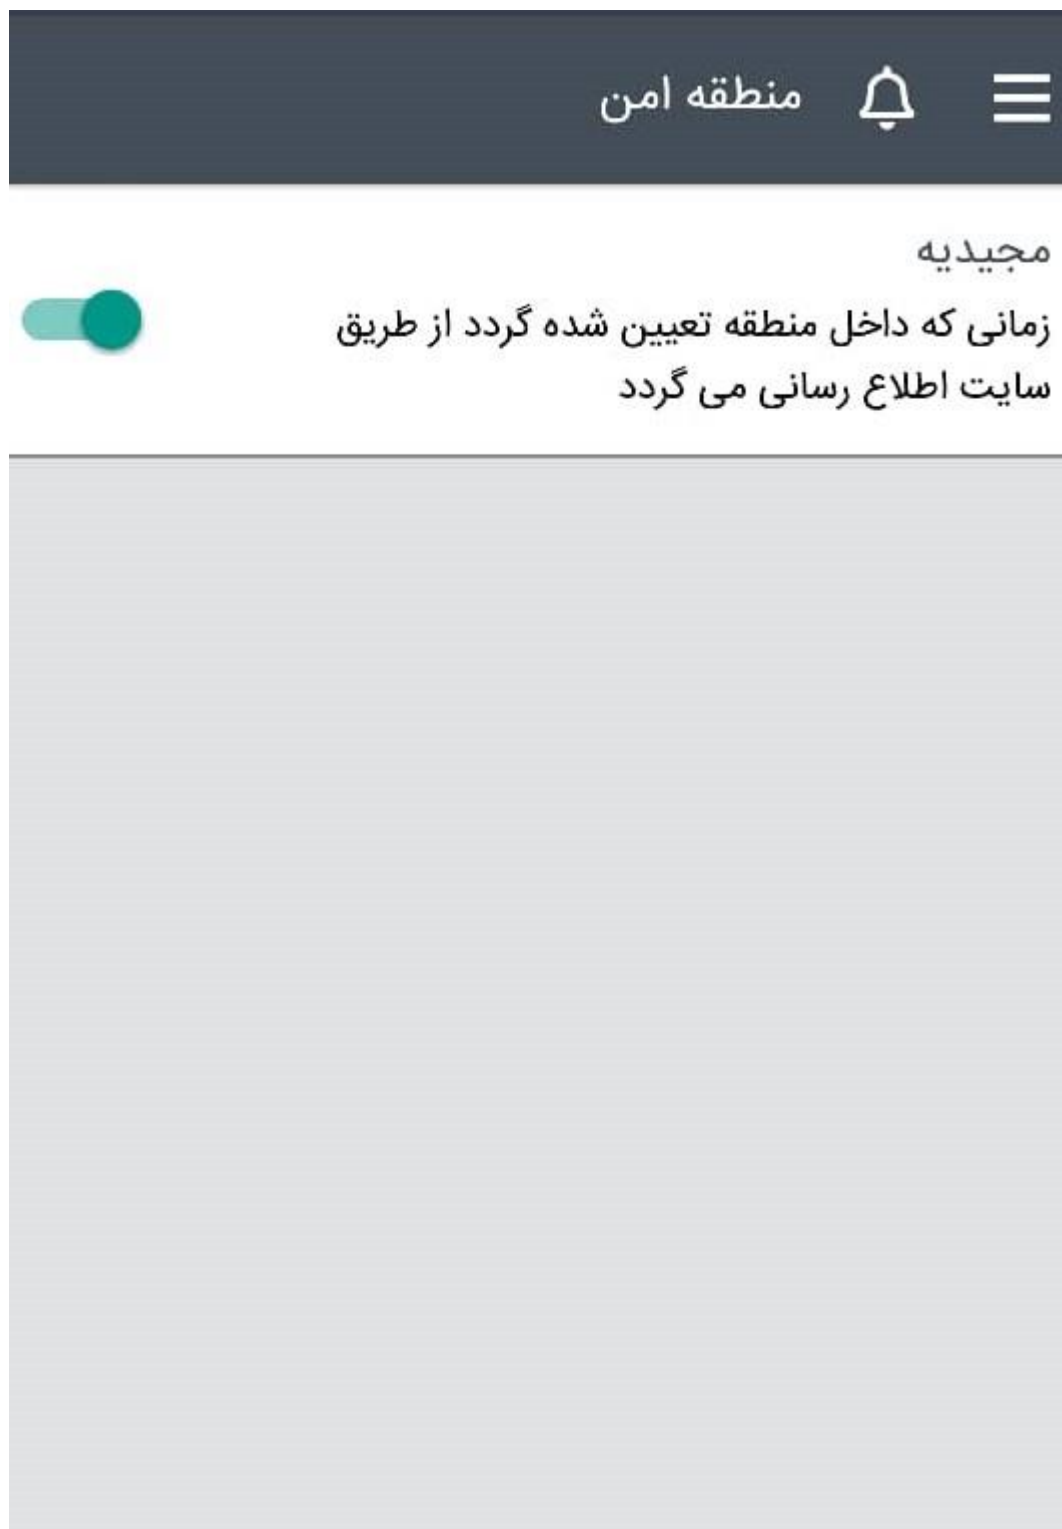 منطقه امن
مجیدیه
زمانی که داخل منطقه تعیین شده گردد از طریق
سایت اطلاع رسانی می گردد